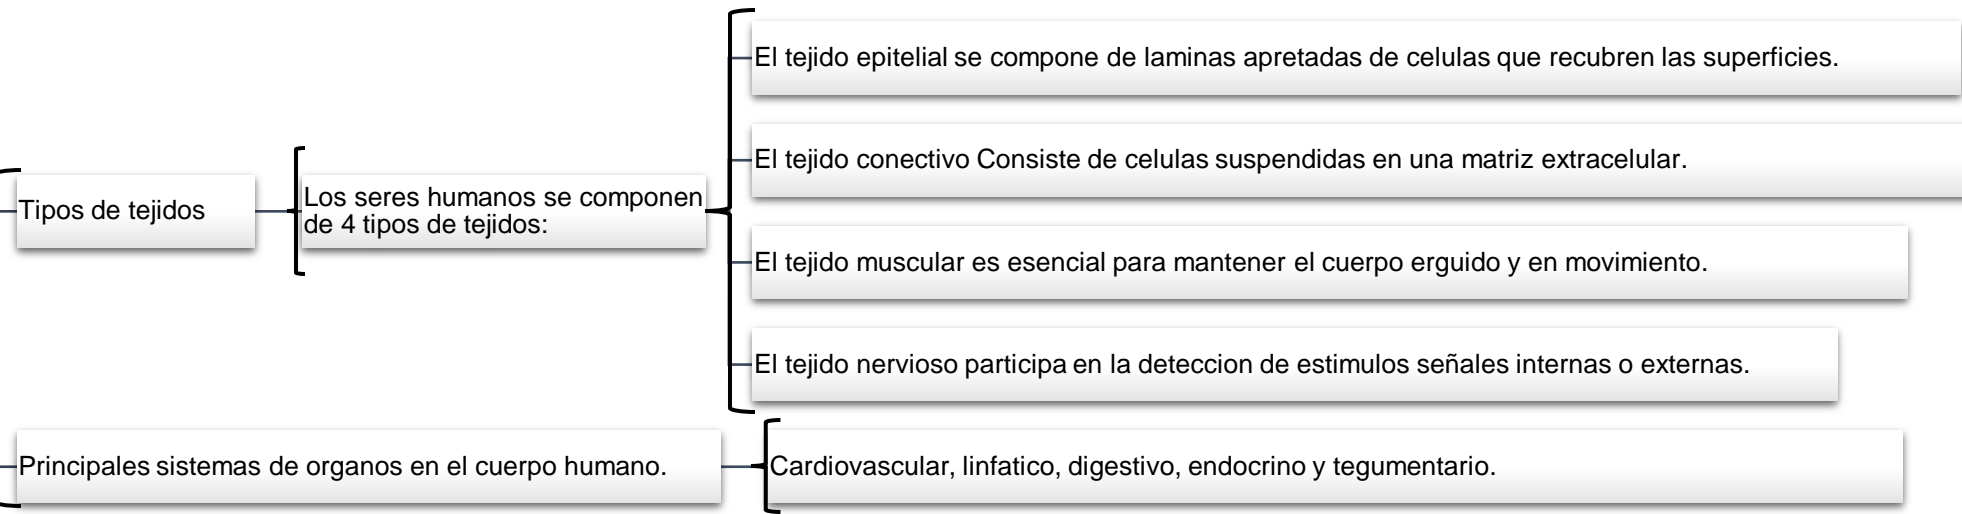 El tejido epitelial se compone de laminas apretadas de celulas que recubren las superficies.
El tejido conectivo Consiste de celulas suspendidas en una matriz extracelular.
Tipos de tejidos
Los seres humanos se componen
de 4 tipos de tejidos:
El tejido muscular es esencial para mantener el cuerpo erguido y en movimiento.
El tejido nervioso participa en la deteccion de estimulos señales internas o externas.
Principales sistemas de organos en el cuerpo humano.
Cardiovascular, linfatico, digestivo, endocrino y tegumentario.